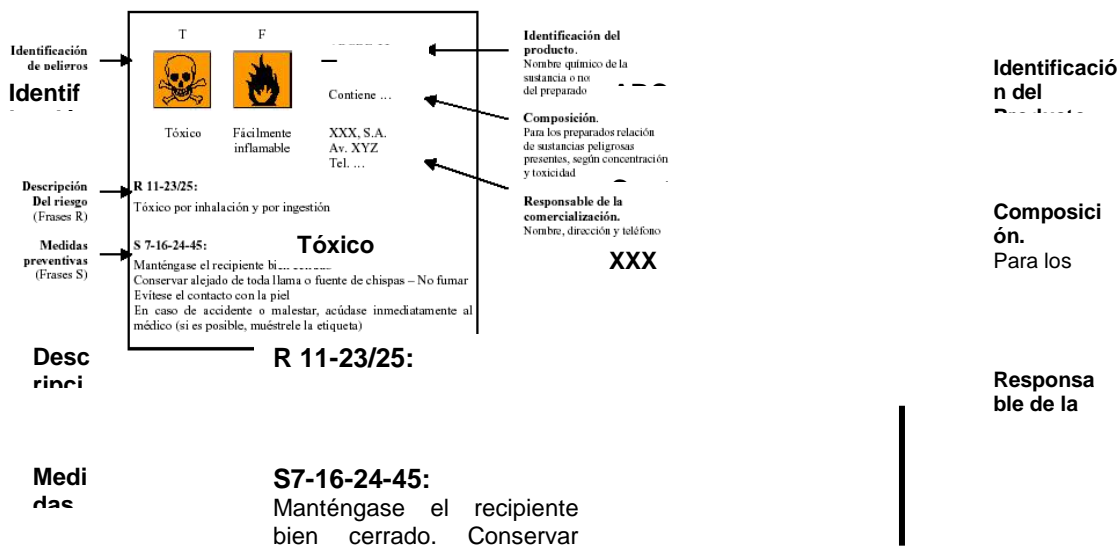 T F
Identificación
de peligros
Tóxico
Fácilmente
inflamable
Contiene ...
XXX, S.A.
Av. XYZ
Tel. ...
Identificación del
producto.
Nombre químico de la
sustancia o
del preparado
Composición.
Para los preparados relación
de sustancias peligrosas
presentes, según concentración
y toxicidad
Responsable de la
comercialización.
Nombre, dirección y teléfono
Descripción
Del riesgo
(Frases R)
R 11-23/25:
Tóxico por inhalación y por ingestión
Medidas
preventivas
(Frases S)
S 7-16-24-45:
Manténgase el recipiente
Conservar alejado de toda llama o fuente de chispas – No fumar
Evítese el contacto con la piel
En caso de accidente o malestar, acúdase inmediatamente al
médico (si es posible, muéstrele la etiqueta)
Identif
Tóxico
XXX
Identificació
n del
Composici
ón.
Para los
Responsa
ble de la
Desc
R 11-23/25:
Medi
S7-16-24-45:
Manténgase el recipiente
bien cerrado. Conservar